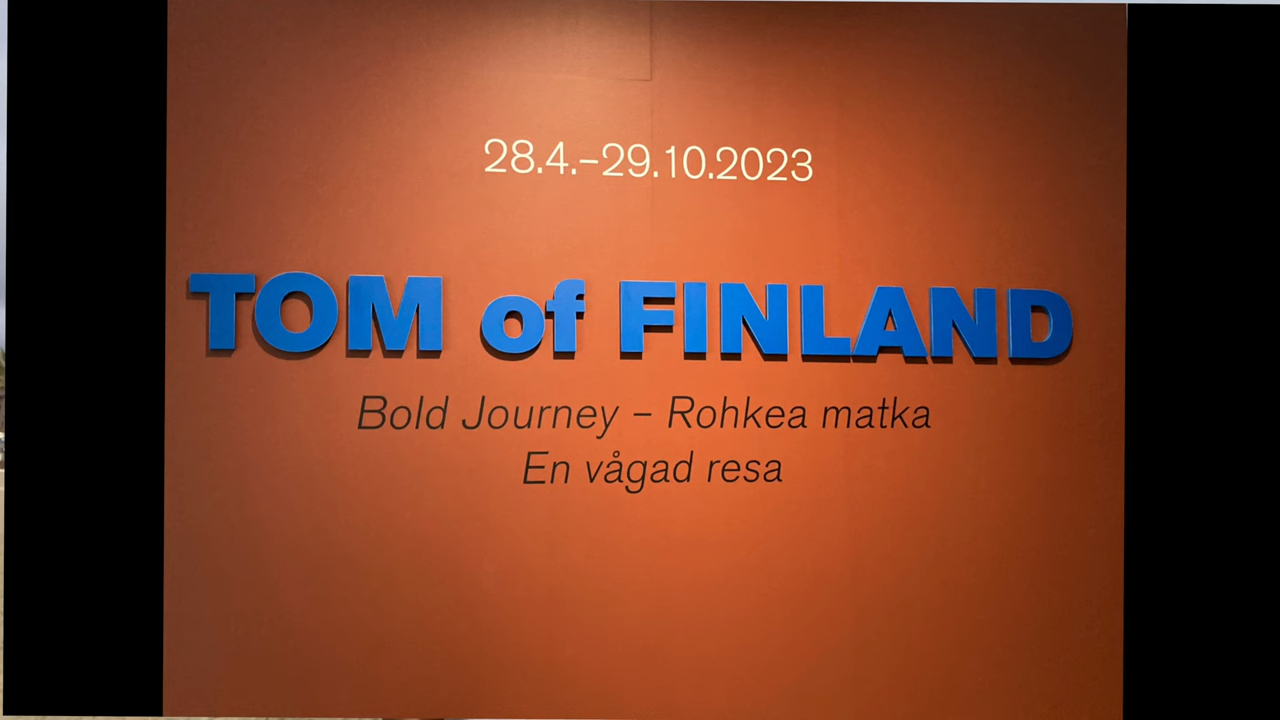 28.4.–29.10.2023
TOM of FINLAND
Bold Journey – Rohkea matka
En vågad resa